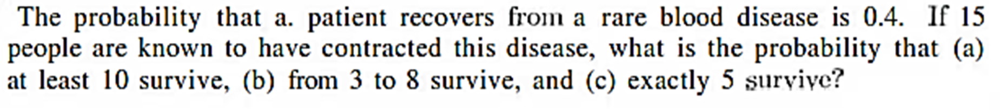 The probability that a. patient recovers from a rare blood disease is 0.4. If 15
people are known to have contracted this disease, what is the probability that (a)
at least 10 survive, (b) from 3 to 8 survive, and (c) exactly 5 survive?